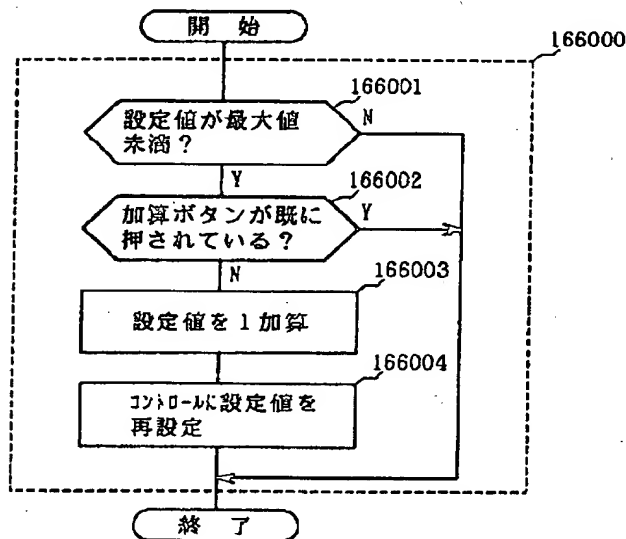 開始
166000
166001
設定値が最大値
未満?
N
Y
166002
加算ボタンが既に
押されている?
Y
N
166003
設定値を1加算
166004
コントロールに設定値を
再設定
終了